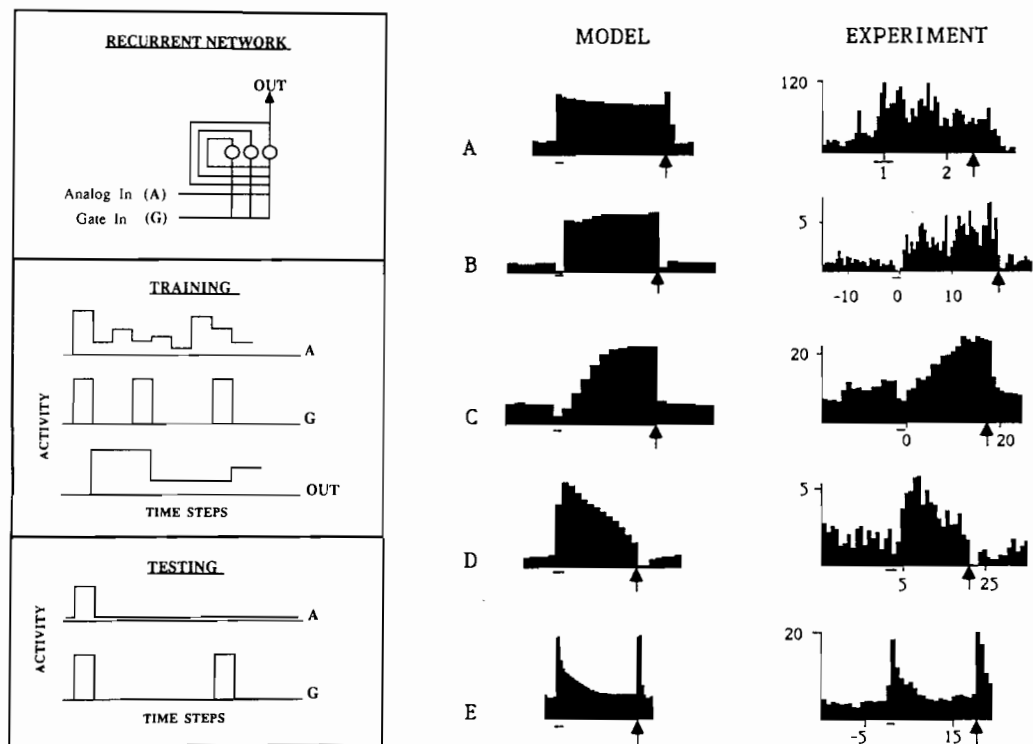 RECURRENT NETWORK
OUT
Analog In (A)
Gate In (G)
TRAINING
A
G
OUT
ACTIVITY
TIME STEPS
TESTING
A
G
ACTIVITY
TIME STEPS
MODEL EXPERIMENT
A
120
1 2
B
5
-10 0 10
C
20
0 20
D
5
5 25
E
20
-5 15